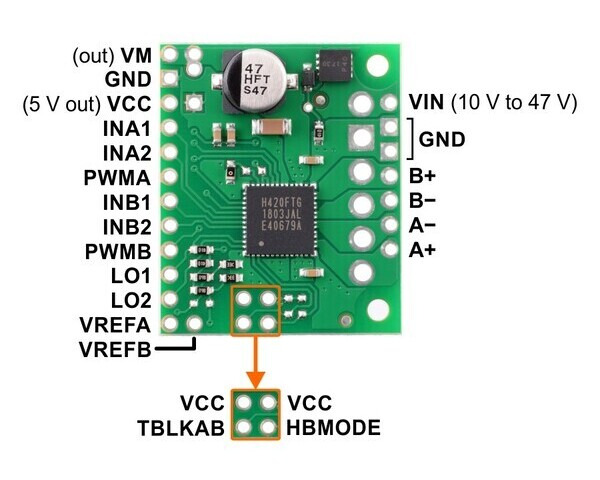 (out) VM
GND
(5 V out) VCC
INA1
INA2
PWMA
INB1
INB2
PWMB
LO1
LO2
VREFA
VREFB
47
HFT
S47
H420FTG
1803JAL
E40679A
VIN (10 V to 47 V)
GND
B+
B−
A−
A+
VCC VCC
TBLKAB HBMODE